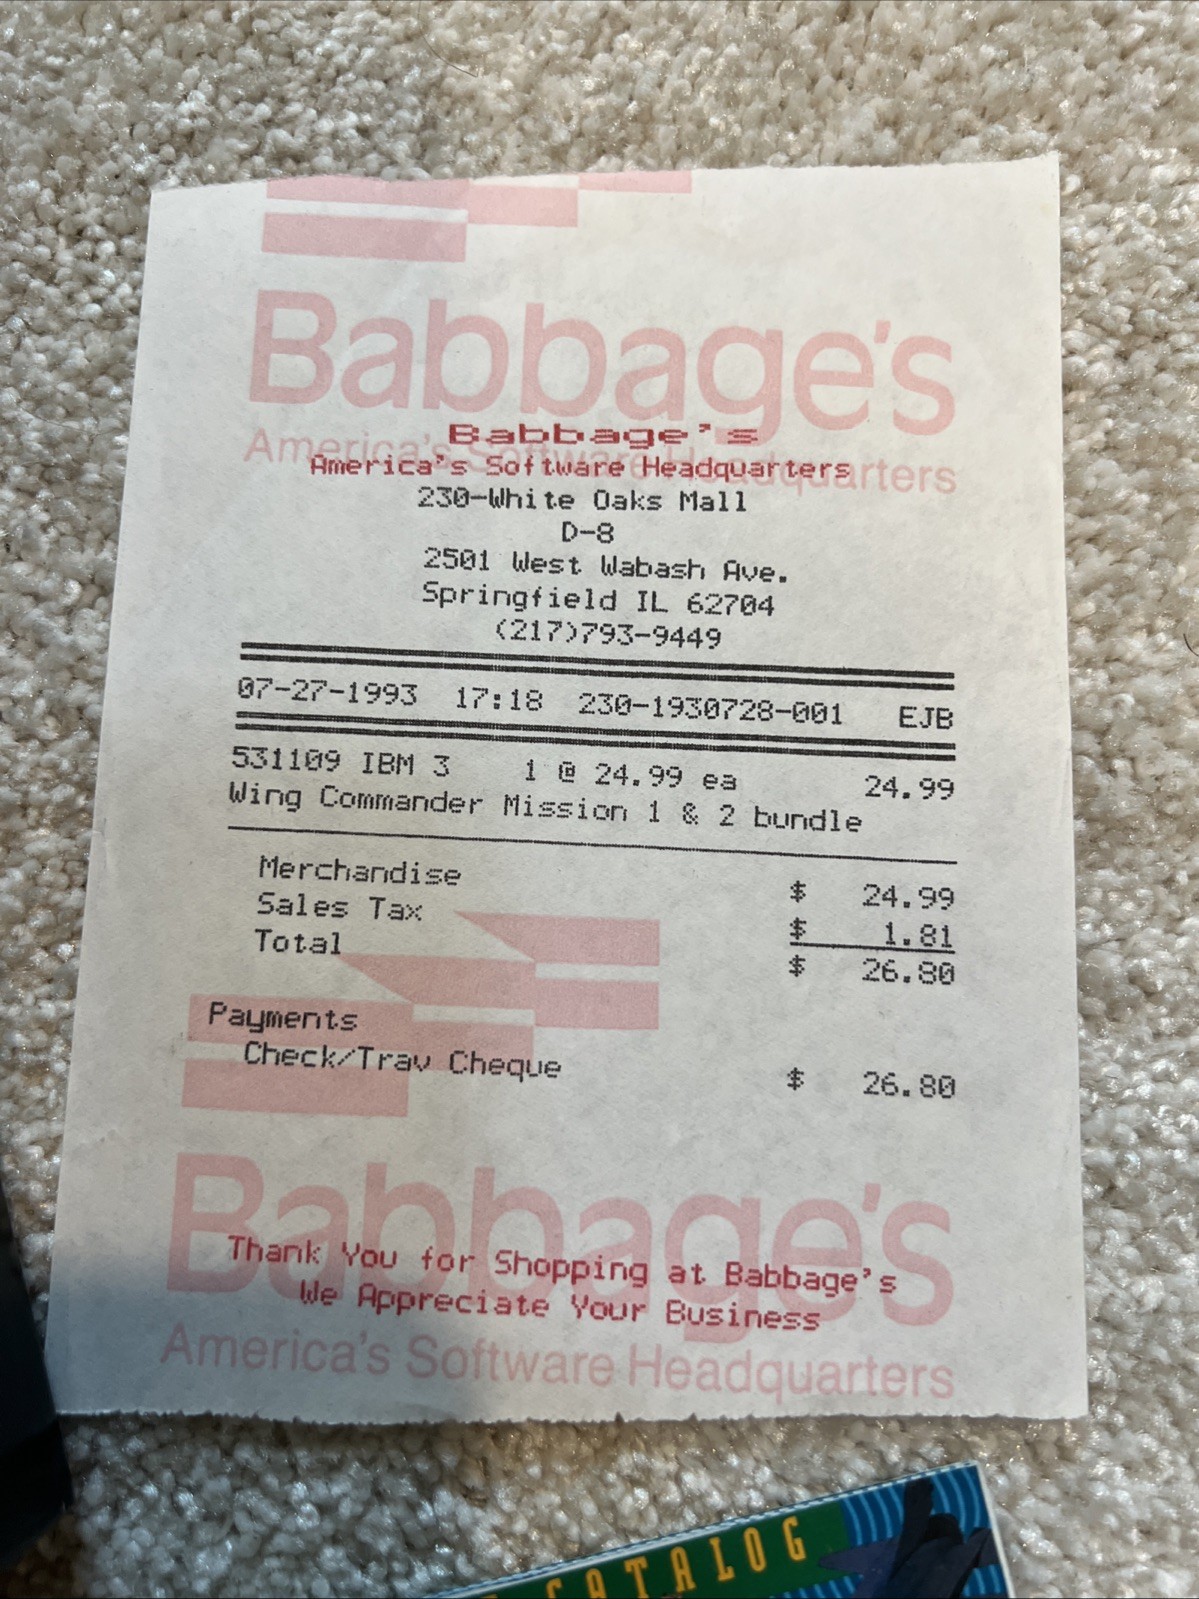 Babbage's
America's Software Headquarters
Babbage's
America's Software Headquarters
230-White Oaks Mall
D-8
2501 West Wabash Ave.
Springfield IL 62704
(217)793-9449
07-27-1993 17:18 230-1930728-001 EJB
531109 IBM 3 1 @ 24.99 ea 24.99
Wing Commander Mission 1 & 2 bundle
Merchandise $ 24.99
Sales Tax $ 1.81
Total $ 26.80
Payments
Check/Trav Cheque $ 26.80
Babbage's
Thank You for Shopping at Babbage's
We Appreciate Your Business
America's Software Headquarters
CATALOG